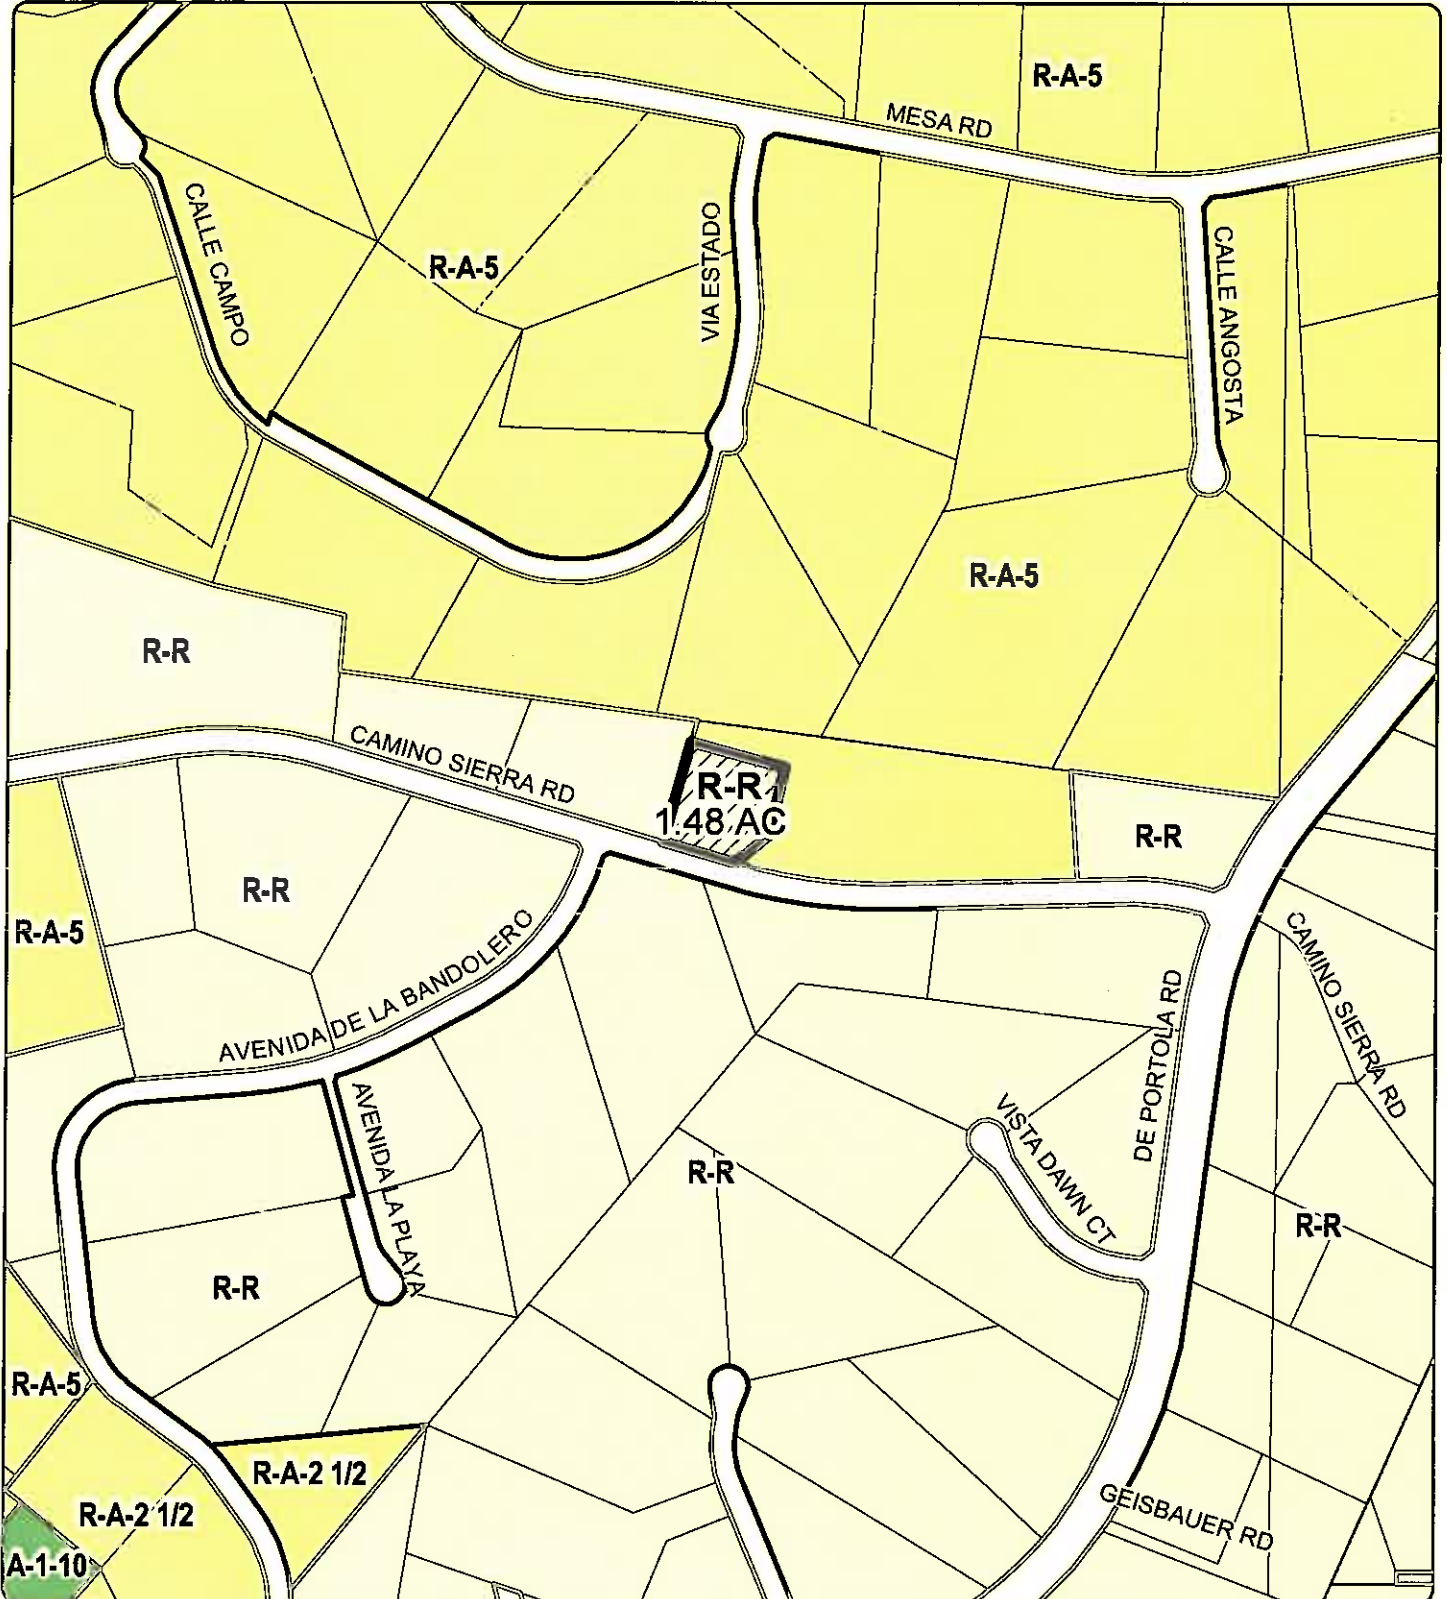 R-A-5
MESA RD
CALLE CAMPO
R-A-5
VIA ESTADO
CALLE ANGOSTA
R-A-5
R-R
CAMINO SIERRA RD
R-R
1.48 AC
R-R
R-R
R-A-5
AVENIDA DE LA BANDOLERO
CAMINO SIERRA RD
DE PORTOLA RD
AVENIDA LA PLAYA
VISTA DAWN CT
R-R
R-R
R-R
R-A-5
R-A-2 1/2
R-A-2 1/2
GEISBAUER RD
A-1-10